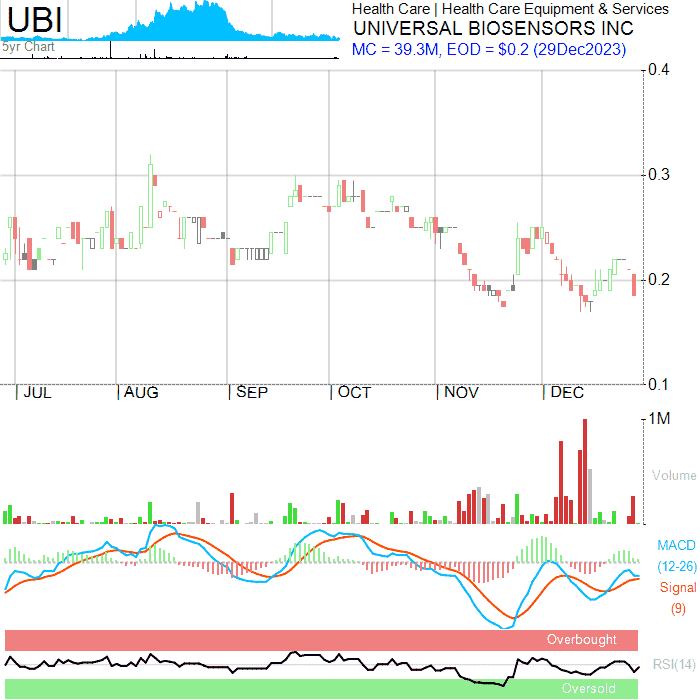 UBI
5yr Chart
Health Care | Health Care Equipment & Services
UNIVERSAL BIOSENSORS INC
MC = 39.3M, EOD = $0.2 (29Dec2023)
0.4
0.3
0.2
0.1
JUL AUG SEP OCT NOV DEC
1M
Volume
MACD
(12-26)
Signal
(9)
Overbought
RSI(14)
Oversold